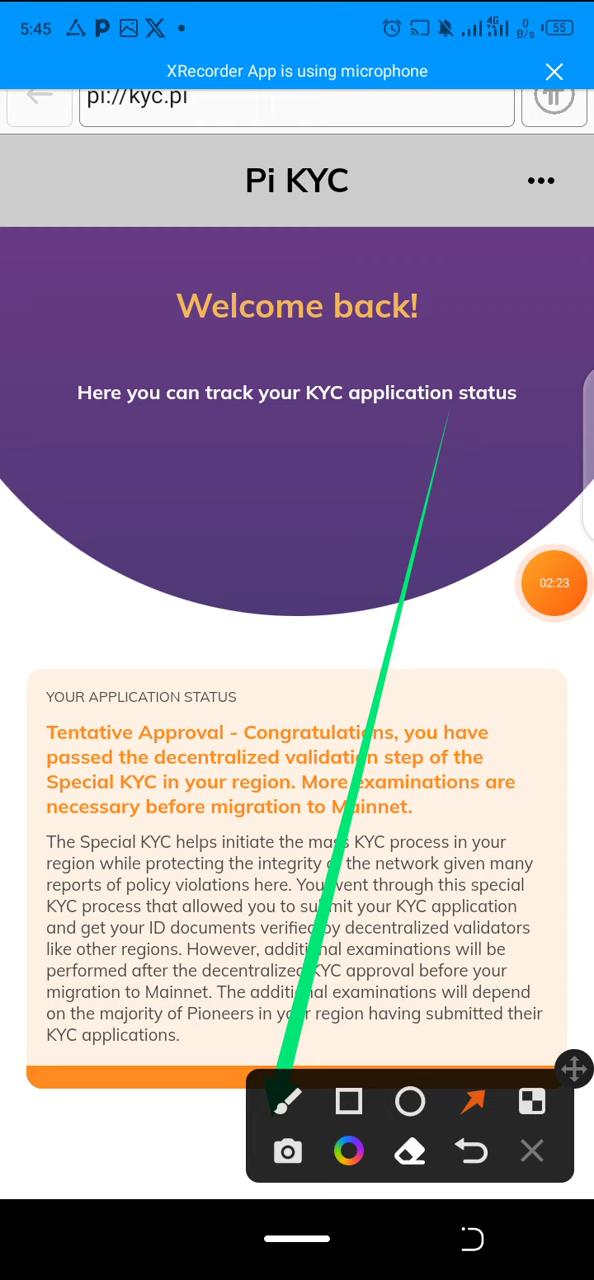 5:45
4G
0
B/s
55
XRecorder App is using microphone
pi://kyc.pi
Pi KYC
Welcome back!
Here you can track your KYC application status
02:23
YOUR APPLICATION STATUS
Tentative Approval - Congratulations, you have
passed the decentralized validation step of the
Special KYC in your region. More examinations are
necessary before migration to Mainnet.
The Special KYC helps initiate the mass KYC process in your
region while protecting the integrity of the network given many
reports of policy violations here. You went through this special
KYC process that allowed you to submit your KYC application
and get your ID documents verified by decentralized validators
like other regions. However, additional examinations will be
performed after the decentralized KYC approval before your
migration to Mainnet. The additional examinations will depend
on the majority of Pioneers in your region having submitted their
KYC applications.